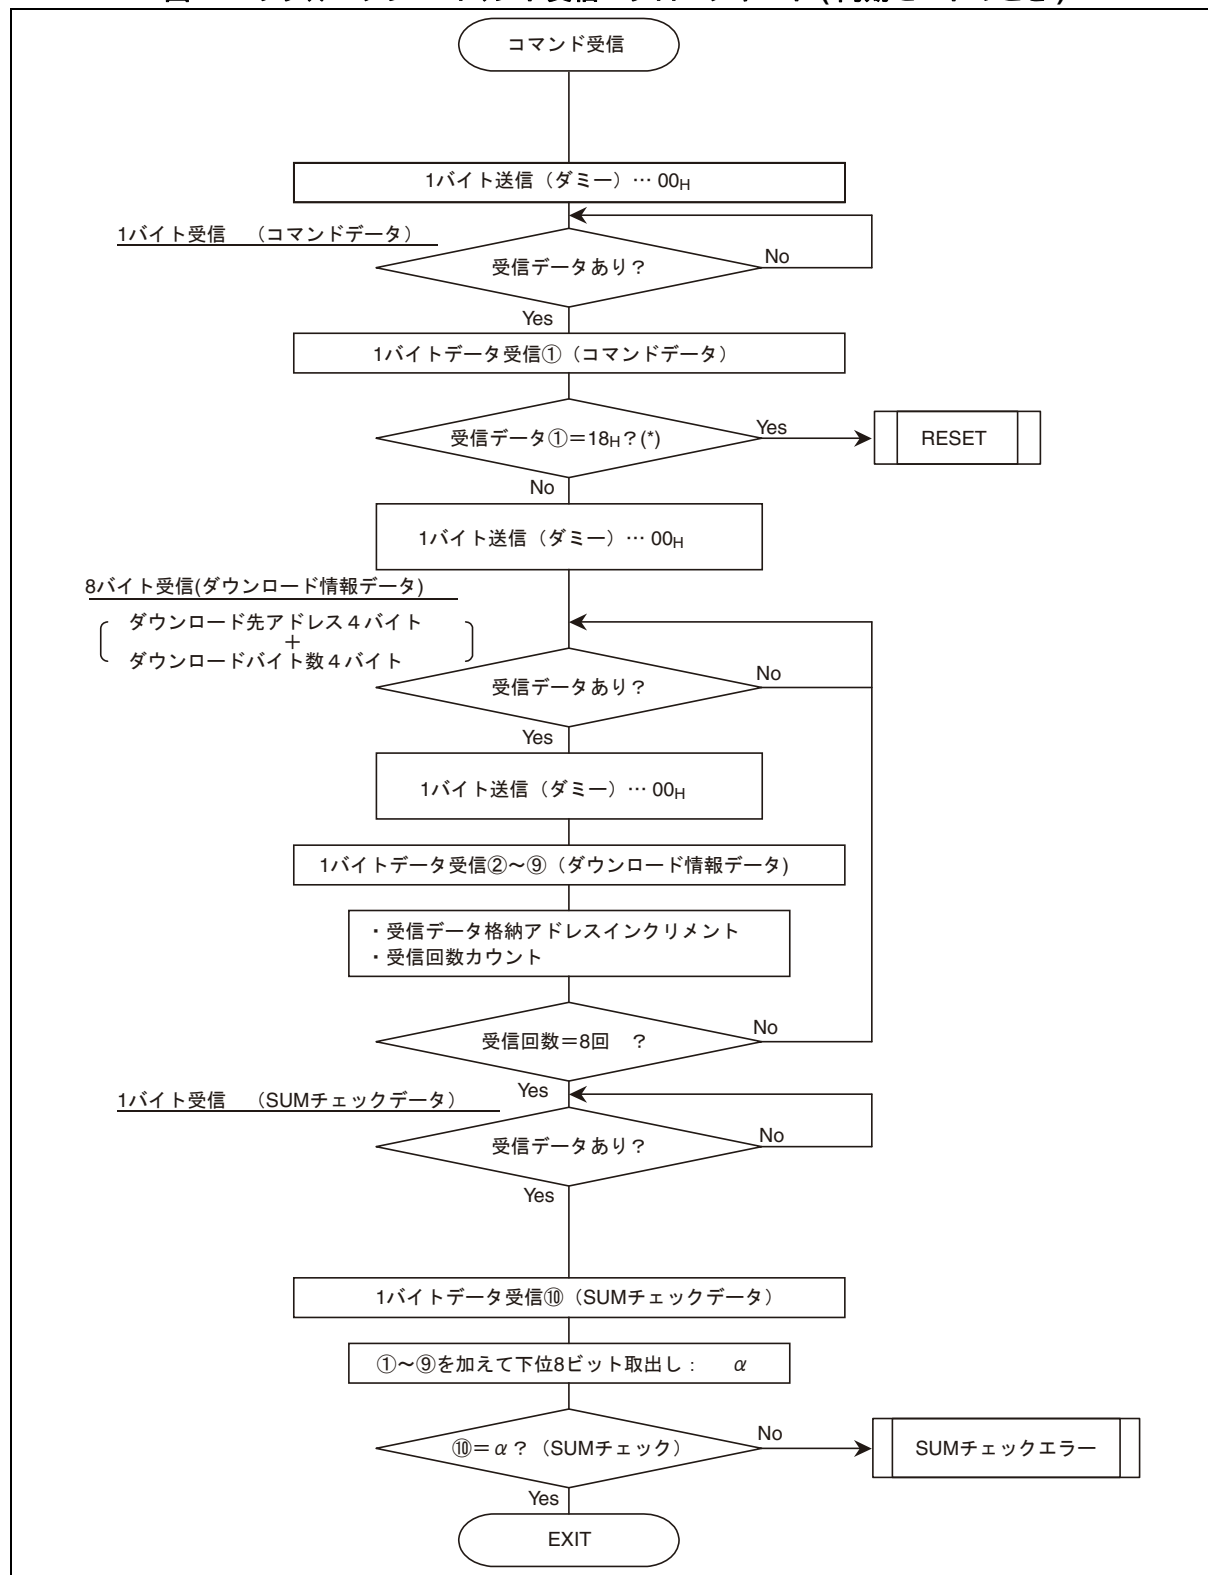 コマンド受信
1バイト送信（ダミー）… 00H
1バイト受信　（コマンドデータ）
受信データあり？
No
Yes
1バイトデータ受信①（コマンドデータ）
受信データ①＝18H？(*)
Yes
RESET
No
1バイト送信（ダミー）… 00H
8バイト受信(ダウンロード情報データ)
ダウンロード先アドレス４バイト
＋
ダウンロードバイト数４バイト
受信データあり？
No
Yes
1バイト送信（ダミー）… 00H
1バイトデータ受信②～⑨（ダウンロード情報データ)
・受信データ格納アドレスインクリメント
・受信回数カウント
受信回数＝8回　？
No
Yes
1バイト受信　（SUMチェックデータ）
受信データあり？
No
Yes
1バイトデータ受信⑩（SUMチェックデータ）
①～⑨を加えて下位8ビット取出し：　α
⑩＝α？（SUMチェック）
No
SUMチェックエラー
Yes
EXIT